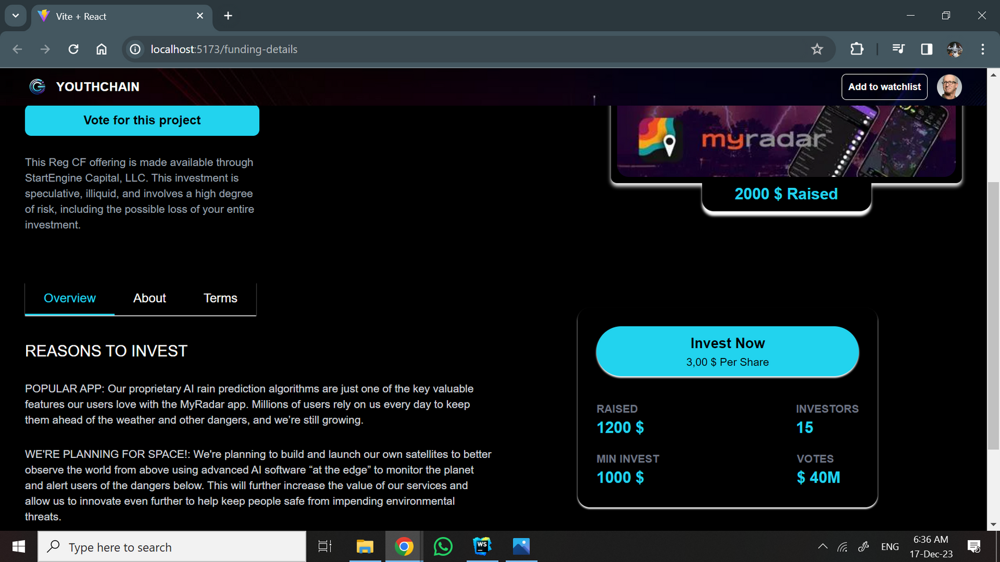 Vite + React
localhost:5173/funding-details
YOUTHCHAIN
Add to watchlist
Vote for this project
myradar™
2000 $ Raised
This Reg CF offering is made available through
StartEngine Capital, LLC. This investment is
speculative, illiquid, and involves a high degree
of risk, including the possible loss of your entire
investment.
Overview About Terms
REASONS TO INVEST
POPULAR APP: Our proprietary AI rain prediction algorithms are just one of the key valuable
features our users love with the MyRadar app. Millions of users rely on us every day to keep
them ahead of the weather and other dangers, and we’re still growing.
WE'RE PLANNING FOR SPACE!: We're planning to build and launch our own satellites to better
observe the world from above using advanced AI software “at the edge” to monitor the planet
and alert users of the dangers below. This will further increase the value of our services and
allow us to innovate even further to help keep people safe from impending environmental
threats.
Invest Now
3,00 $ Per Share
RAISED INVESTORS
1200 $ 15
MIN INVEST VOTES
1000 $ $ 40M
Type here to search
WS
ENG
6:36 AM
17-Dec-23